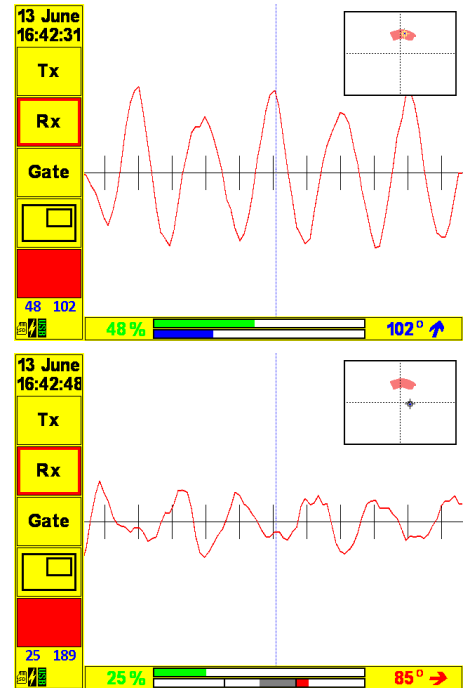 13 June
16:42:31
Tx
Rx
Gate
48 102
48% 102° 
13 June
16:42:48
Tx
Rx
Gate
25 189
25% 85°